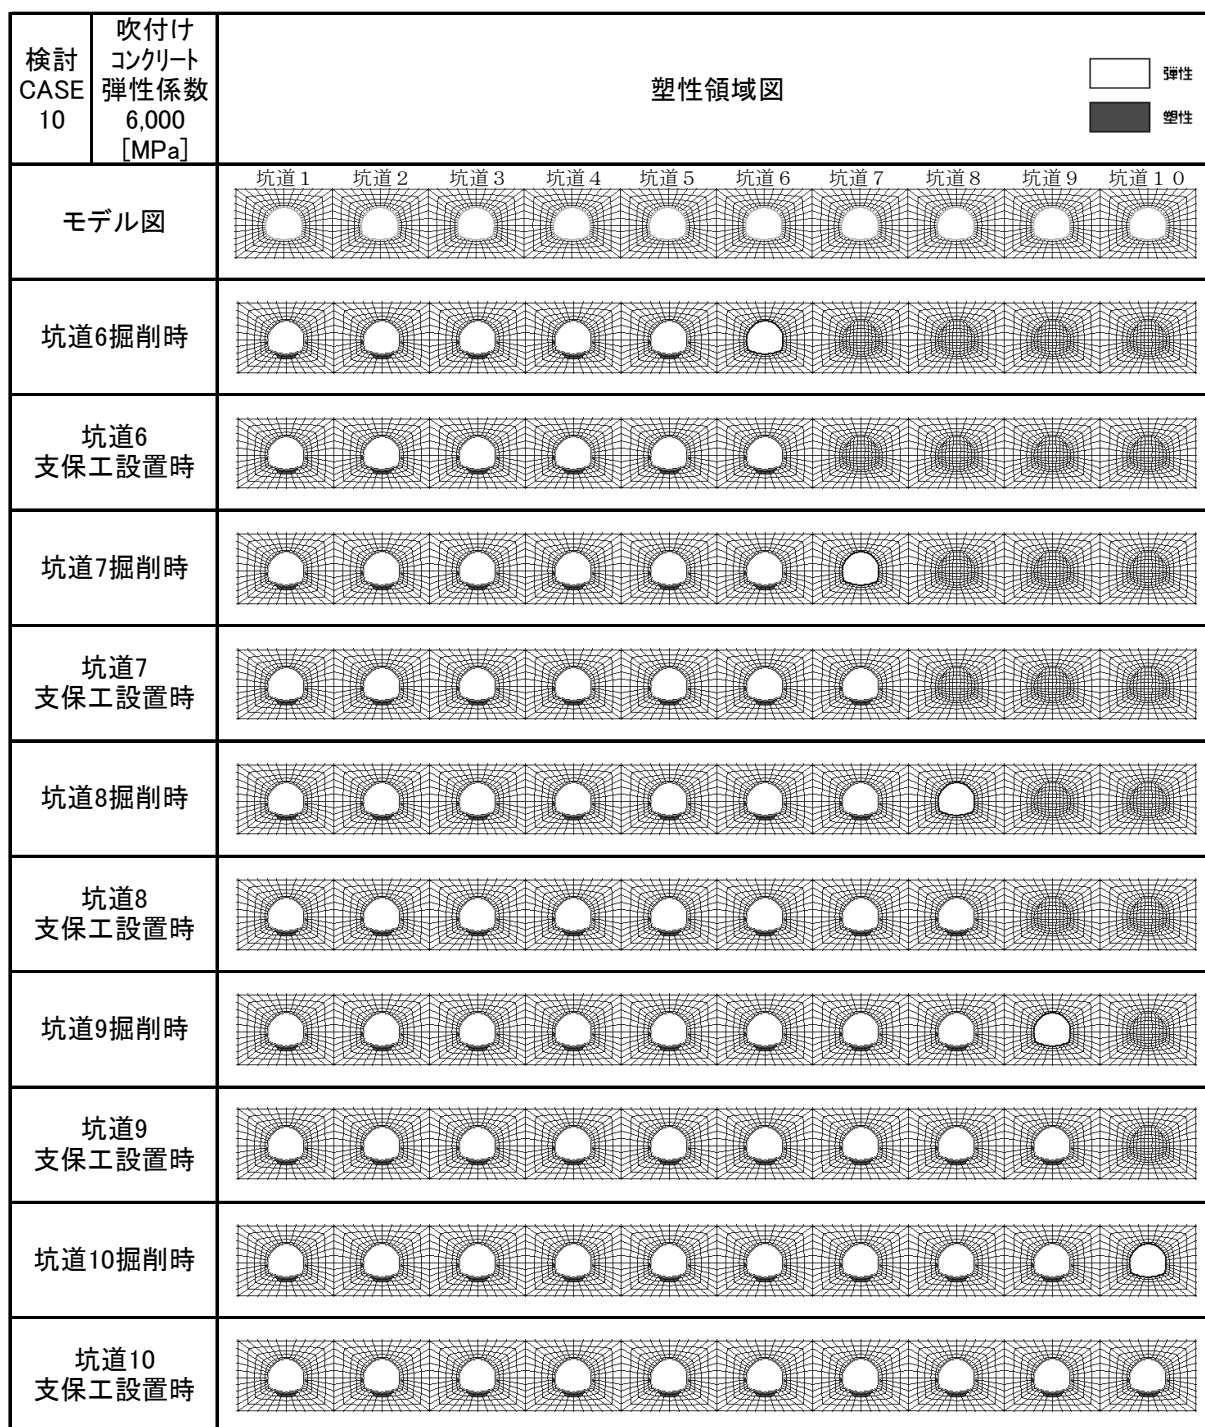 検討
CASE
10
吹付け
コンクリート
弾性係数
6,000
[MPa]
塑性領域図
弾性
塑性
モデル図
坑道1 坑道2 坑道3 坑道4 坑道5 坑道6 坑道7 坑道8 坑道9 坑道10
坑道6掘削時
坑道6
支保工設置時
坑道7掘削時
坑道7
支保工設置時
坑道8掘削時
坑道8
支保工設置時
坑道9掘削時
坑道9
支保工設置時
坑道10掘削時
坑道10
支保工設置時